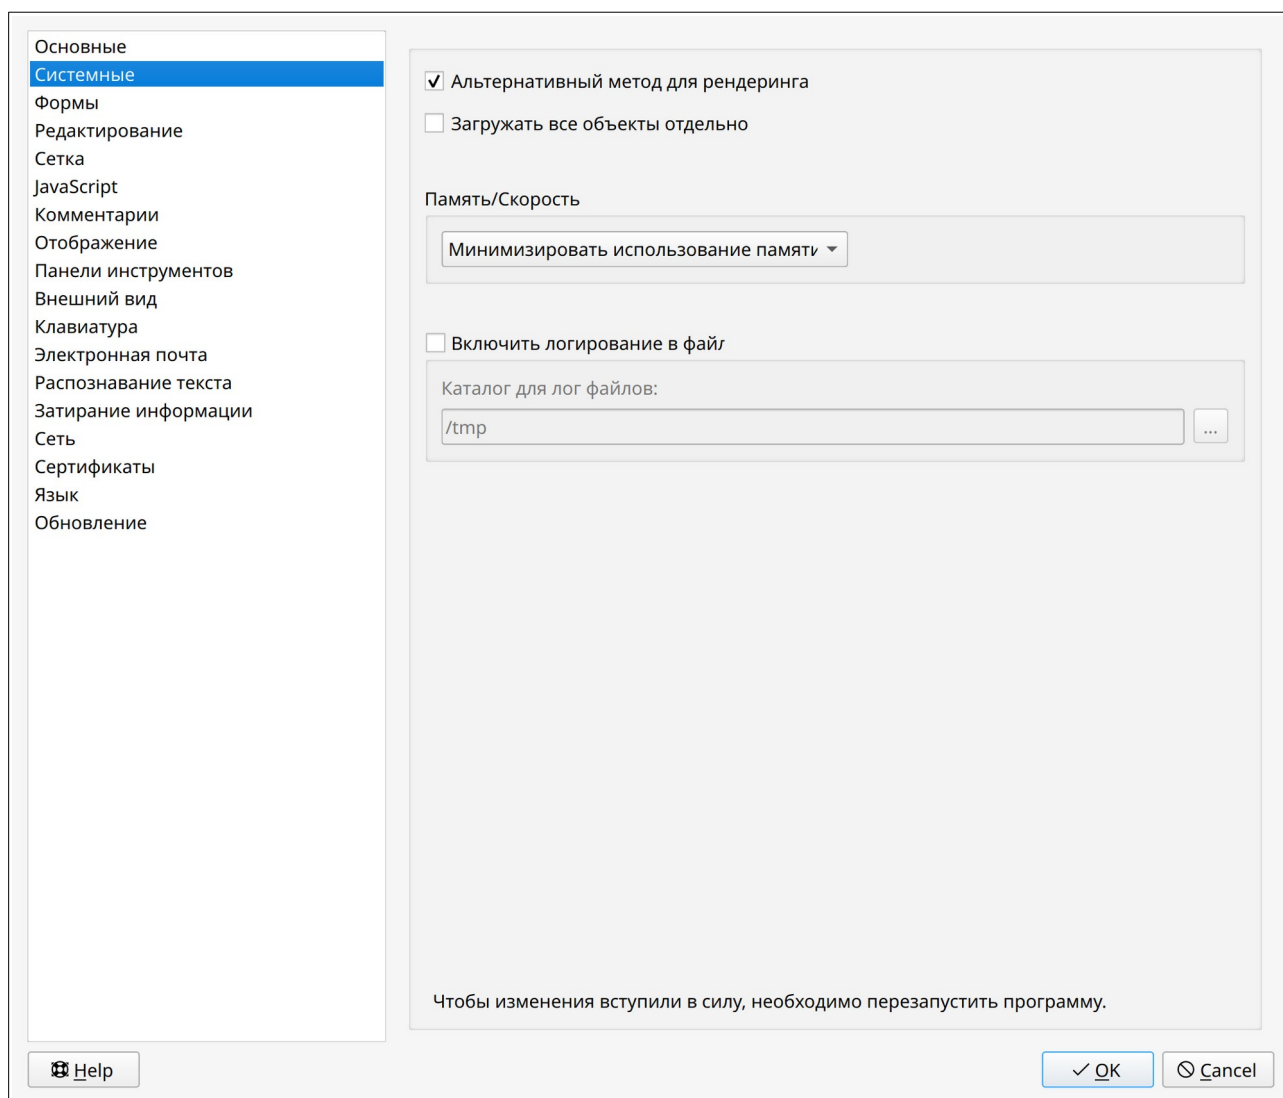 Основные
Системные
Формы
Редактирование
Сетка
JavaScript
Комментарии
Отображение
Панели инструментов
Внешний вид
Клавиатура
Электронная почта
Распознавание текста
Затирание информации
Сеть
Сертификаты
Язык
Обновление
Альтернативный метод для рендеринга
Загружать все объекты отдельно
Память/Скорость
Минимизировать использование памяти
Включить логирование в файл
Каталог для лог файлов:
/tmp
...
Чтобы изменения вступили в силу, необходимо перезапустить программу.
Help
OK
Cancel